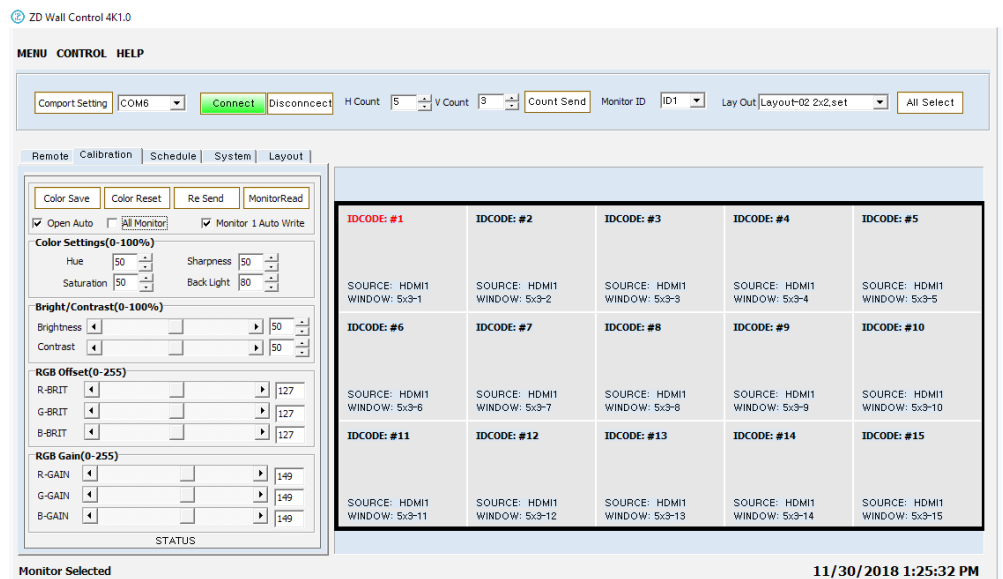 ZD Wall Control 4K1.0
MENU CONTROL HELP
Comport Setting COM6 Connect Disconncect H Count 5 V Count 3 Count Send Monitor ID ID1 Lay Out Layout-02 2x2,set All Select
Remote Calibration Schedule System Layout
Color Save Color Reset Re Send MonitorRead
Open Auto All Monitor Monitor 1 Auto Write
Color Settings(0-100%)
Hue 50 Sharpness 50
Saturation 50 Back Light 80
Bright/Contrast(0-100%)
Brightness 50
Contrast 50
RGB Offset(0-255)
R-BRIT 127
G-BRIT 127
B-BRIT 127
RGB Gain(0-255)
R-GAIN 149
G-GAIN 149
B-GAIN 149
STATUS
IDCODE: #1 IDCODE: #2 IDCODE: #3 IDCODE: #4 IDCODE: #5
SOURCE: HDMI1 SOURCE: HDMI1 SOURCE: HDMI1 SOURCE: HDMI1 SOURCE: HDMI1
WINDOW: 5x3-1 WINDOW: 5x3-2 WINDOW: 5x3-3 WINDOW: 5x3-4 WINDOW: 5x3-5
IDCODE: #6 IDCODE: #7 IDCODE: #8 IDCODE: #9 IDCODE: #10
SOURCE: HDMI1 SOURCE: HDMI1 SOURCE: HDMI1 SOURCE: HDMI1 SOURCE: HDMI1
WINDOW: 5x3-6 WINDOW: 5x3-7 WINDOW: 5x3-8 WINDOW: 5x3-9 WINDOW: 5x3-10
IDCODE: #11 IDCODE: #12 IDCODE: #13 IDCODE: #14 IDCODE: #15
SOURCE: HDMI1 SOURCE: HDMI1 SOURCE: HDMI1 SOURCE: HDMI1 SOURCE: HDMI1
WINDOW: 5x3-11 WINDOW: 5x3-12 WINDOW: 5x3-13 WINDOW: 5x3-14 WINDOW: 5x3-15
Monitor Selected 11/30/2018 1:25:32 PM